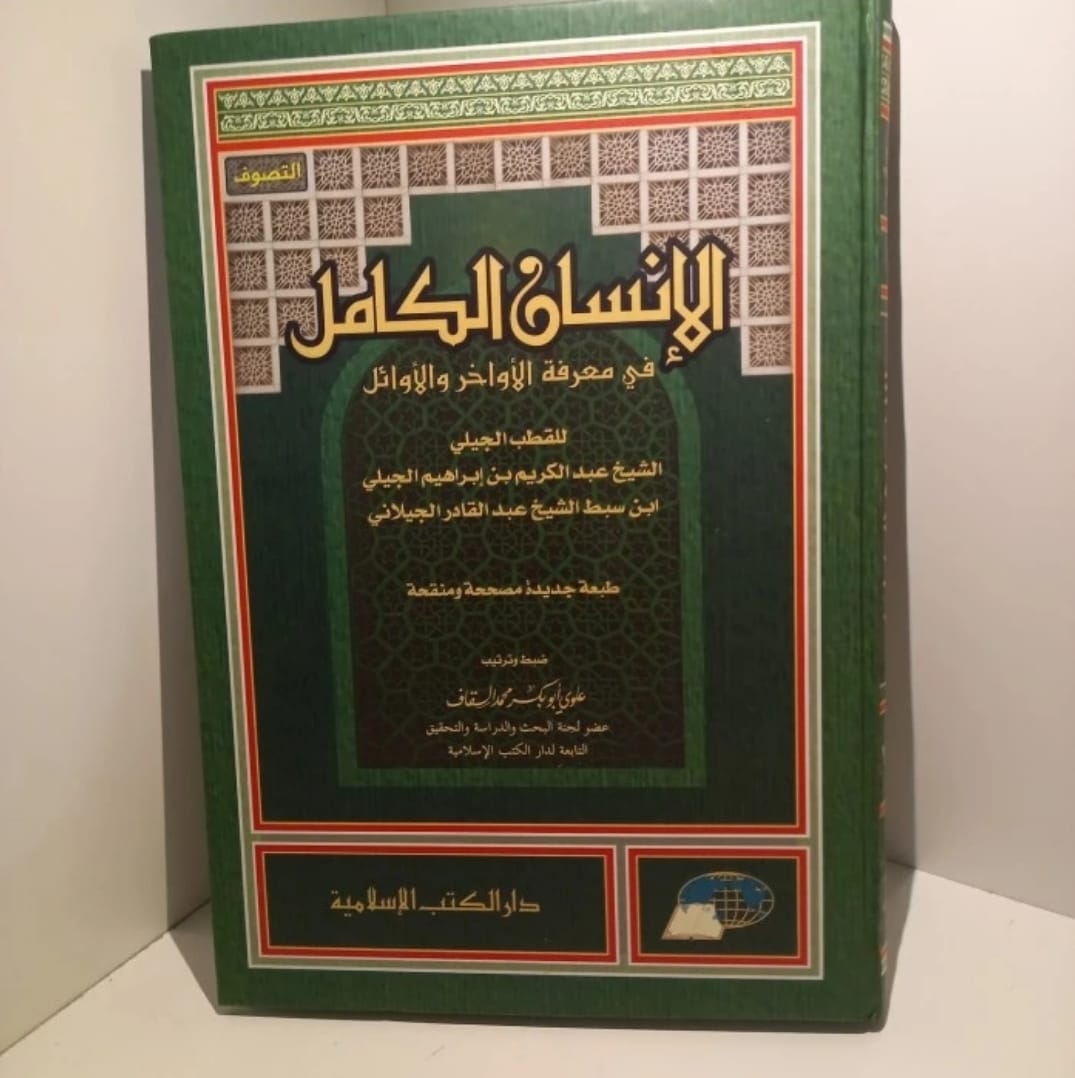 التصوف
الإنسان الكامل
في معرفة الأواخر والأوائل
للقطب الجيلي
الشيخ عبد الكريم بن إبراهيم الجيلي
ابن سبط الشيخ عبد القادر الجيلاني
طبعة جديدة مصححة ومنقحة
ضبط وترتيب
علوي أبو بكر محمد السقاف
عضو لجنة البحث والدراسة والتحقيق
التابعة لدار الكتب الإسلامية
دار الكتب الإسلامية